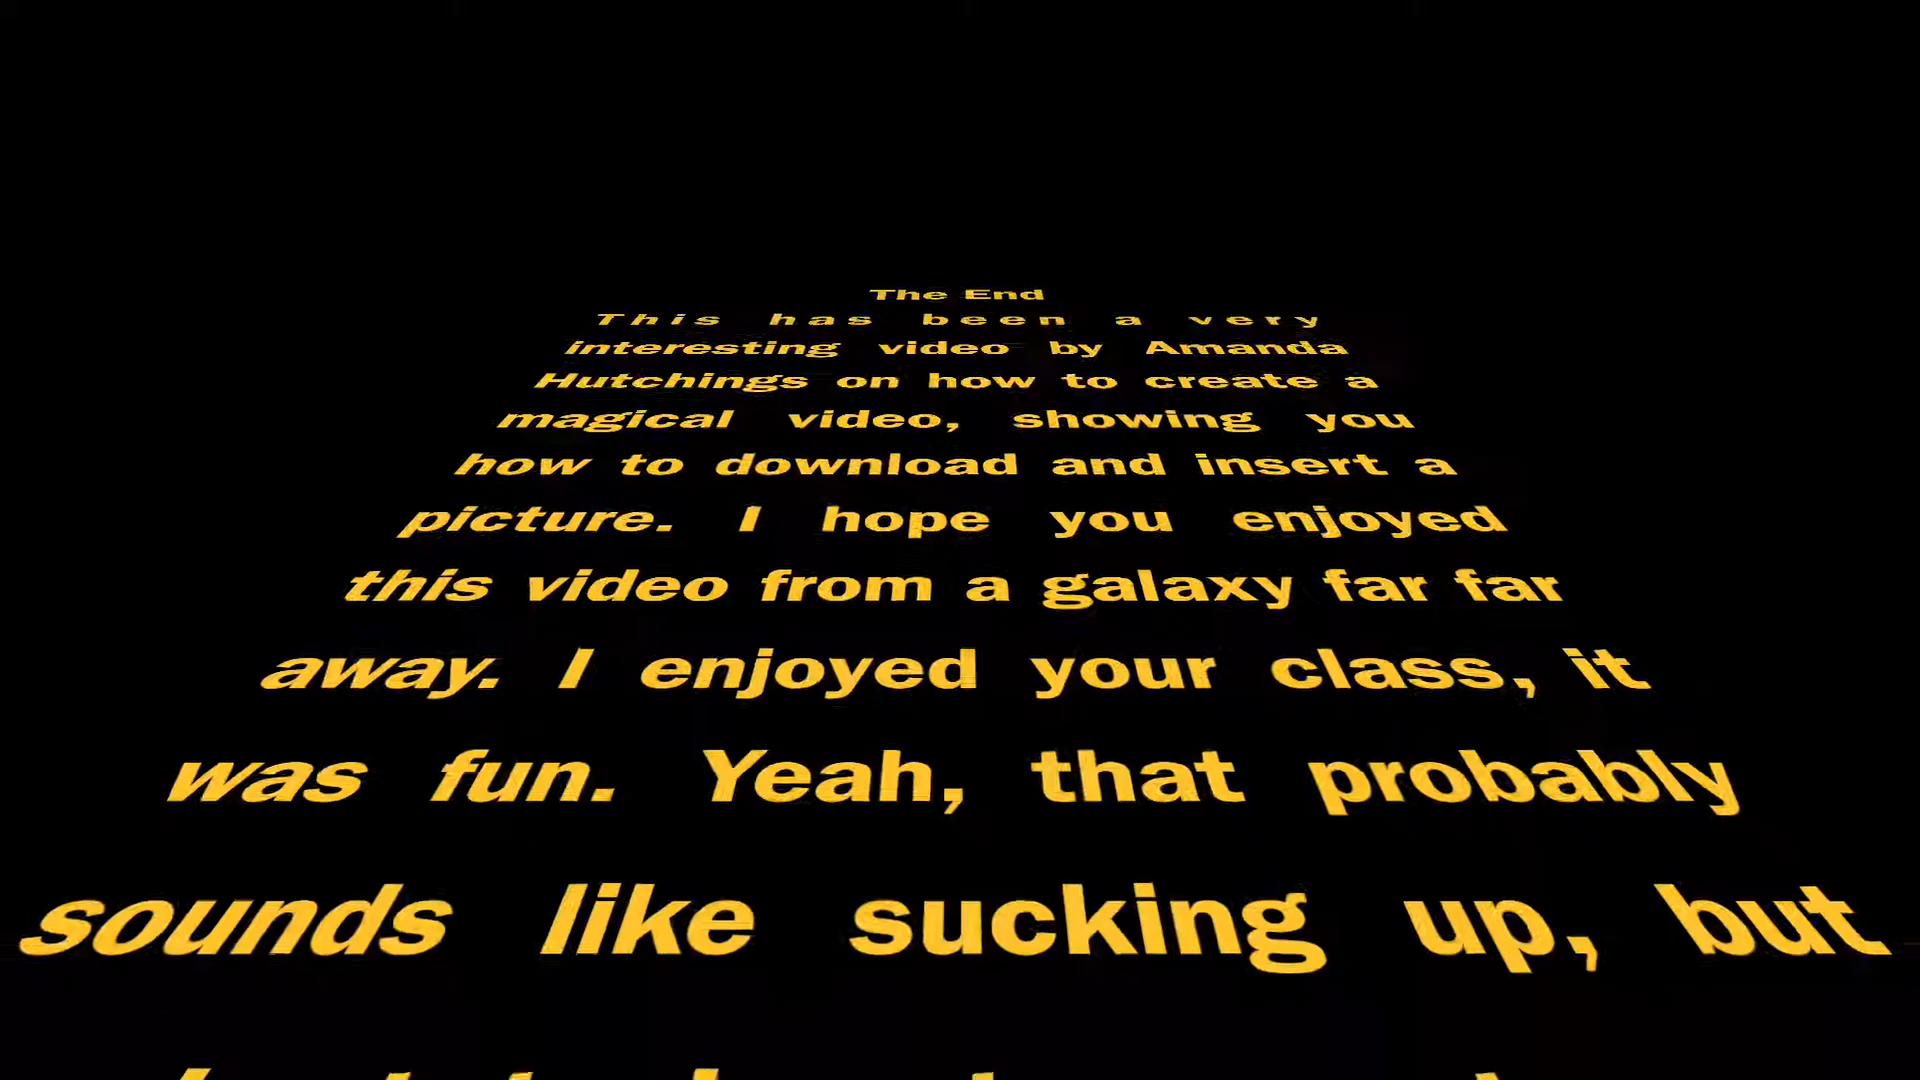 The End
This has been a very
interesting video by Amanda
Hutchings on how to create a
magical video, showing you
how to download and insert a
picture. I hope you enjoyed
this video from a galaxy far far
away. I enjoyed your class, it
was fun. Yeah, that probably
sounds like sucking up, but